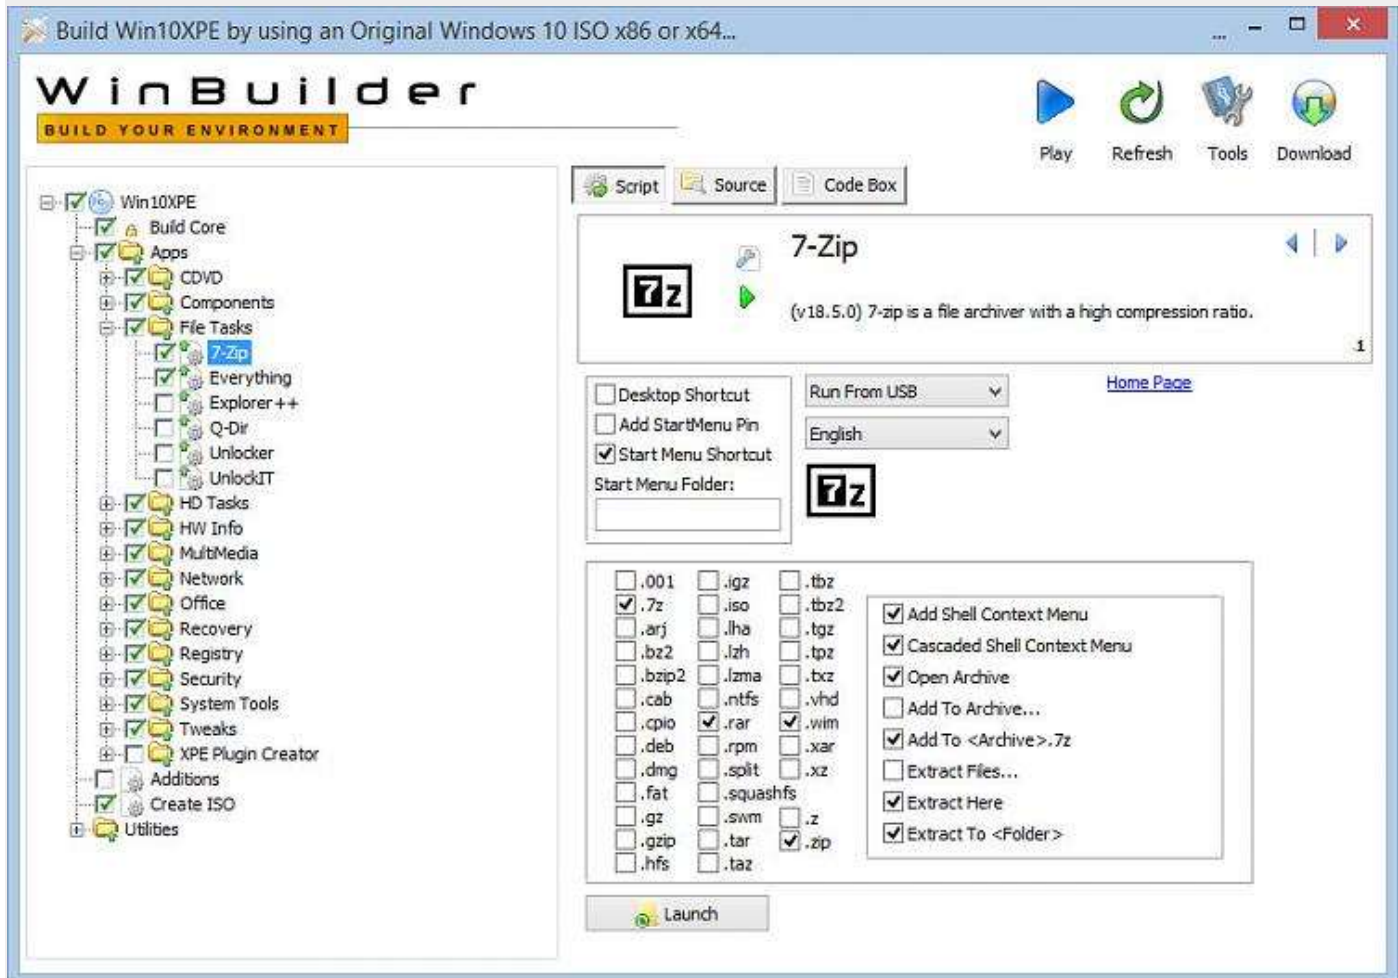 Build Win10XPE by using an Original Windows 10 ISO x86 or x64...
WinBuilder
BUILD YOUR ENVIRONMENT
Play Refresh Tools Download
Win10XPE
Build Core
Apps
CDVD
Components
File Tasks
7-Zip
Everything
Explorer++
Q-Dir
Unlocker
UnlockIT
HD Tasks
HW Info
MultiMedia
Network
Office
Recovery
Registry
Security
System Tools
Tweaks
XPE Plugin Creator
Additions
Create ISO
Utilities
Script Source Code Box
7z
7-Zip
(v18.5.0) 7-zip is a file archiver with a high compression ratio.
1
Desktop Shortcut
Add StartMenu Pin
Start Menu Shortcut
Start Menu Folder:
Run From USB
English
7z
Home Page
.001 .igz .tbz
.7z .iso .tbz2
.arj .lha .tgz
.bz2 .lzh .tpz
.bzip2 .lzma .txz
.cab .ntfs .vhd
.cpio .rar .wim
.deb .rpm .xar
.dmg .split .xz
.fat .squashfs
.gz .swm .z
.gzip .tar .zip
.hfs .taz
Add Shell Context Menu
Cascaded Shell Context Menu
Open Archive
Add To Archive...
Add To <Archive>.7z
Extract Files...
Extract Here
Extract To <Folder>
Launch